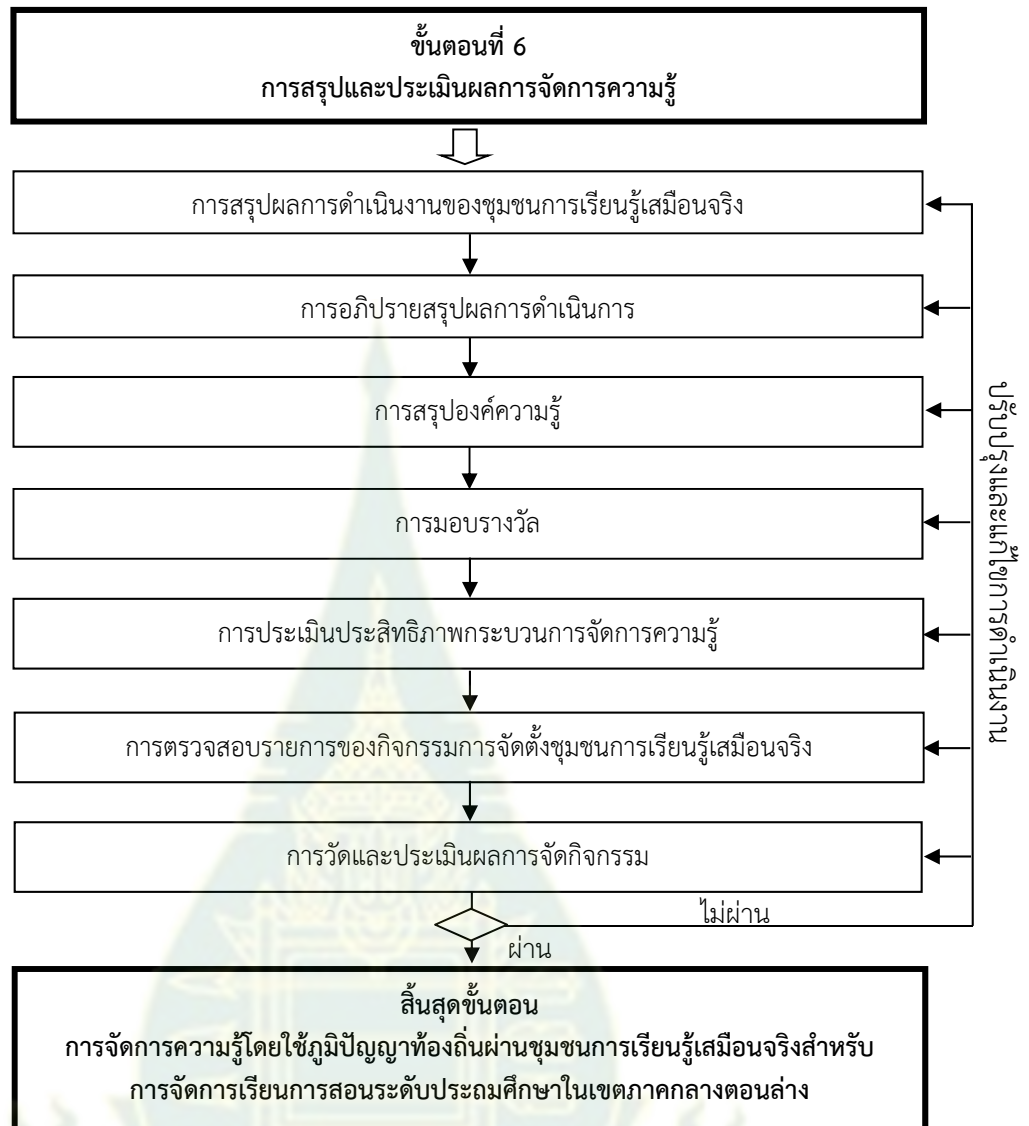 ขั้นตอนที่ 6
การสรุปและประเมินผลการจัดการความรู้
การสรุปผลการดำเนินงานของชุมชนการเรียนรู้เสมือนจริง
การอภิปรายสรุปผลการดำเนินการ
การสรุปองค์ความรู้
การมอบรางวัล
การประเมินประสิทธิภาพกระบวนการจัดการความรู้
การตรวจสอบรายการของกิจกรรมการจัดตั้งชุมชนการเรียนรู้เสมือนจริง
การวัดและประเมินผลการจัดกิจกรรม
ปรับปรุงและแก้ไขการดำเนินงาน
ไม่ผ่าน
ผ่าน
สิ้นสุดขั้นตอน
การจัดการความรู้โดยใช้ภูมิปัญญาท้องถิ่นผ่านชุมชนการเรียนรู้เสมือนจริงสำหรับ
การจัดการเรียนการสอนระดับประถมศึกษาในเขตภาคกลางตอนล่าง